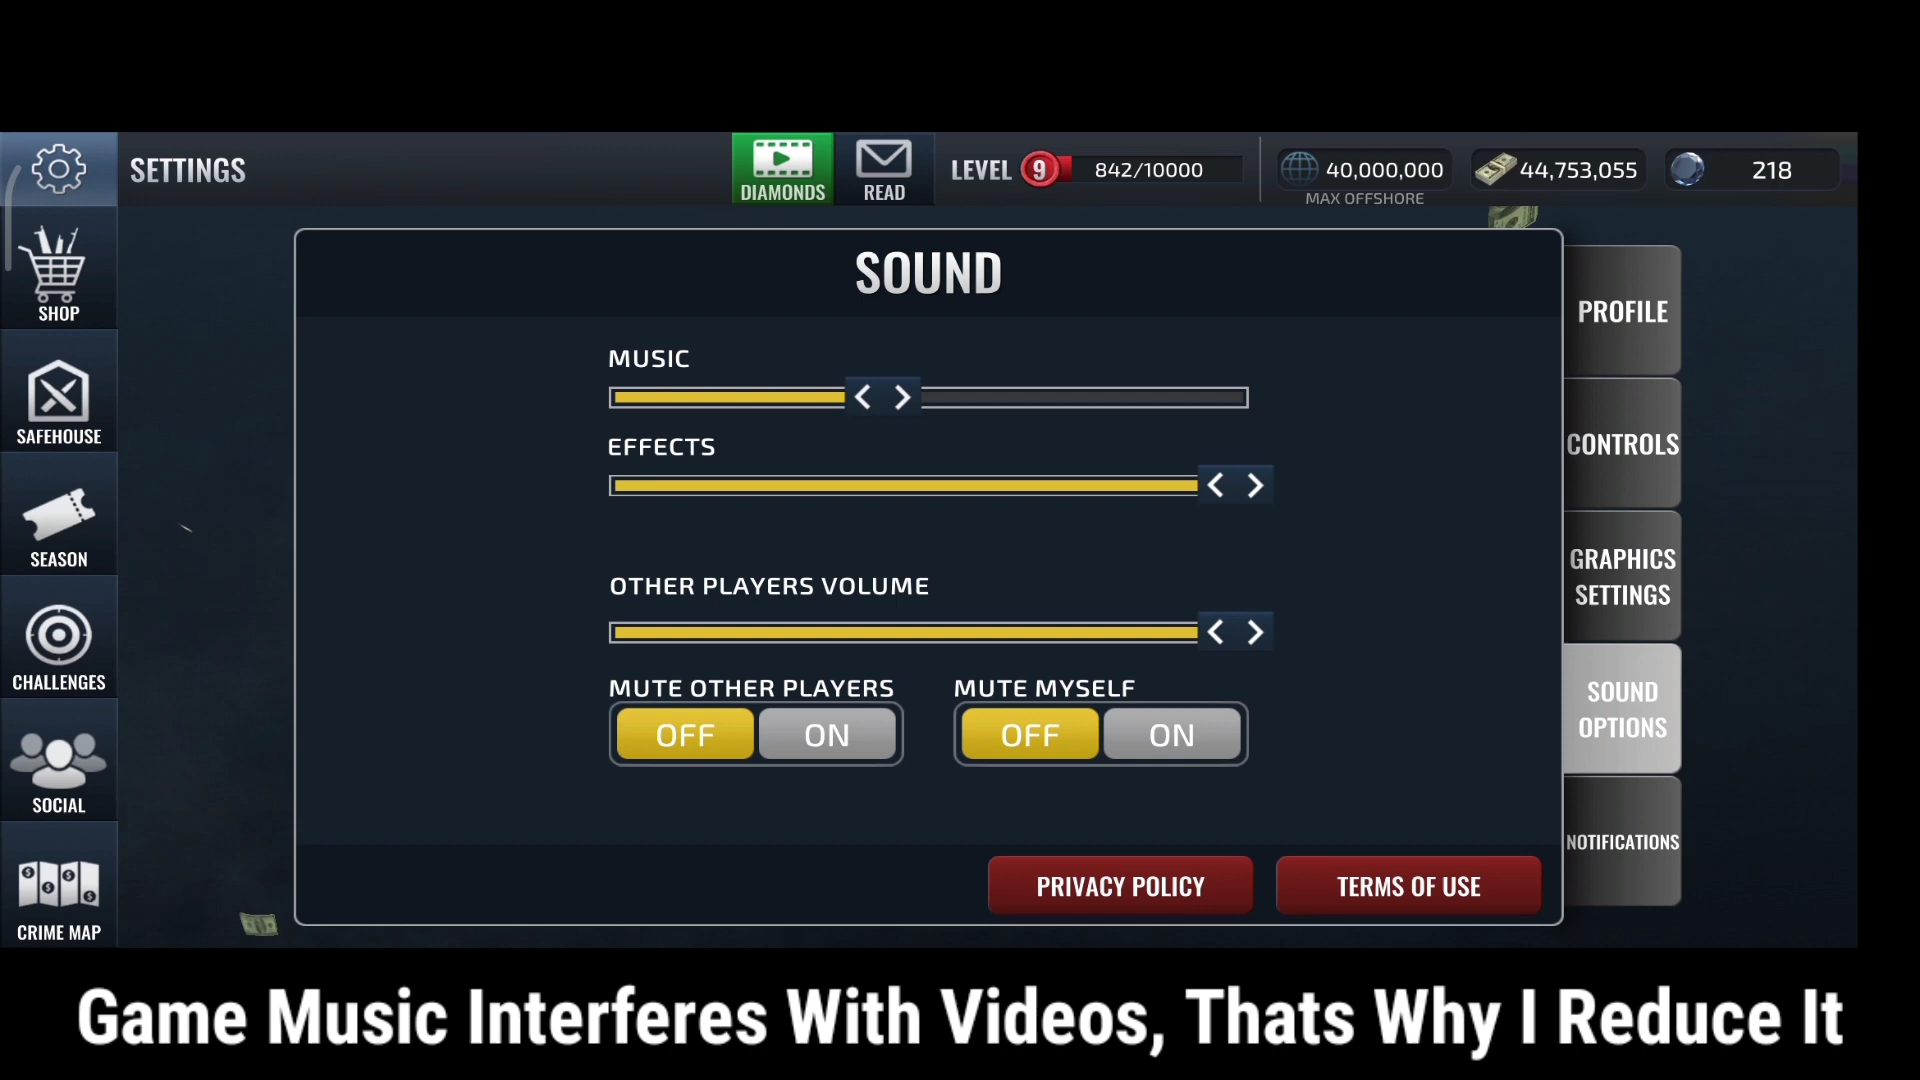 SETTINGS
DIAMONDS
READ
LEVEL 9 842/10000
40,000,000
MAX OFFSHORE
44,753,055
218
SHOP
SAFEHOUSE
SEASON
CHALLENGES
SOCIAL
CRIME MAP
SOUND
MUSIC
EFFECTS
OTHER PLAYERS VOLUME
MUTE OTHER PLAYERS
OFF ON
MUTE MYSELF
OFF ON
PRIVACY POLICY
TERMS OF USE
PROFILE
CONTROLS
GRAPHICS
SETTINGS
SOUND
OPTIONS
NOTIFICATIONS
Game Music Interferes With Videos, Thats Why I Reduce It